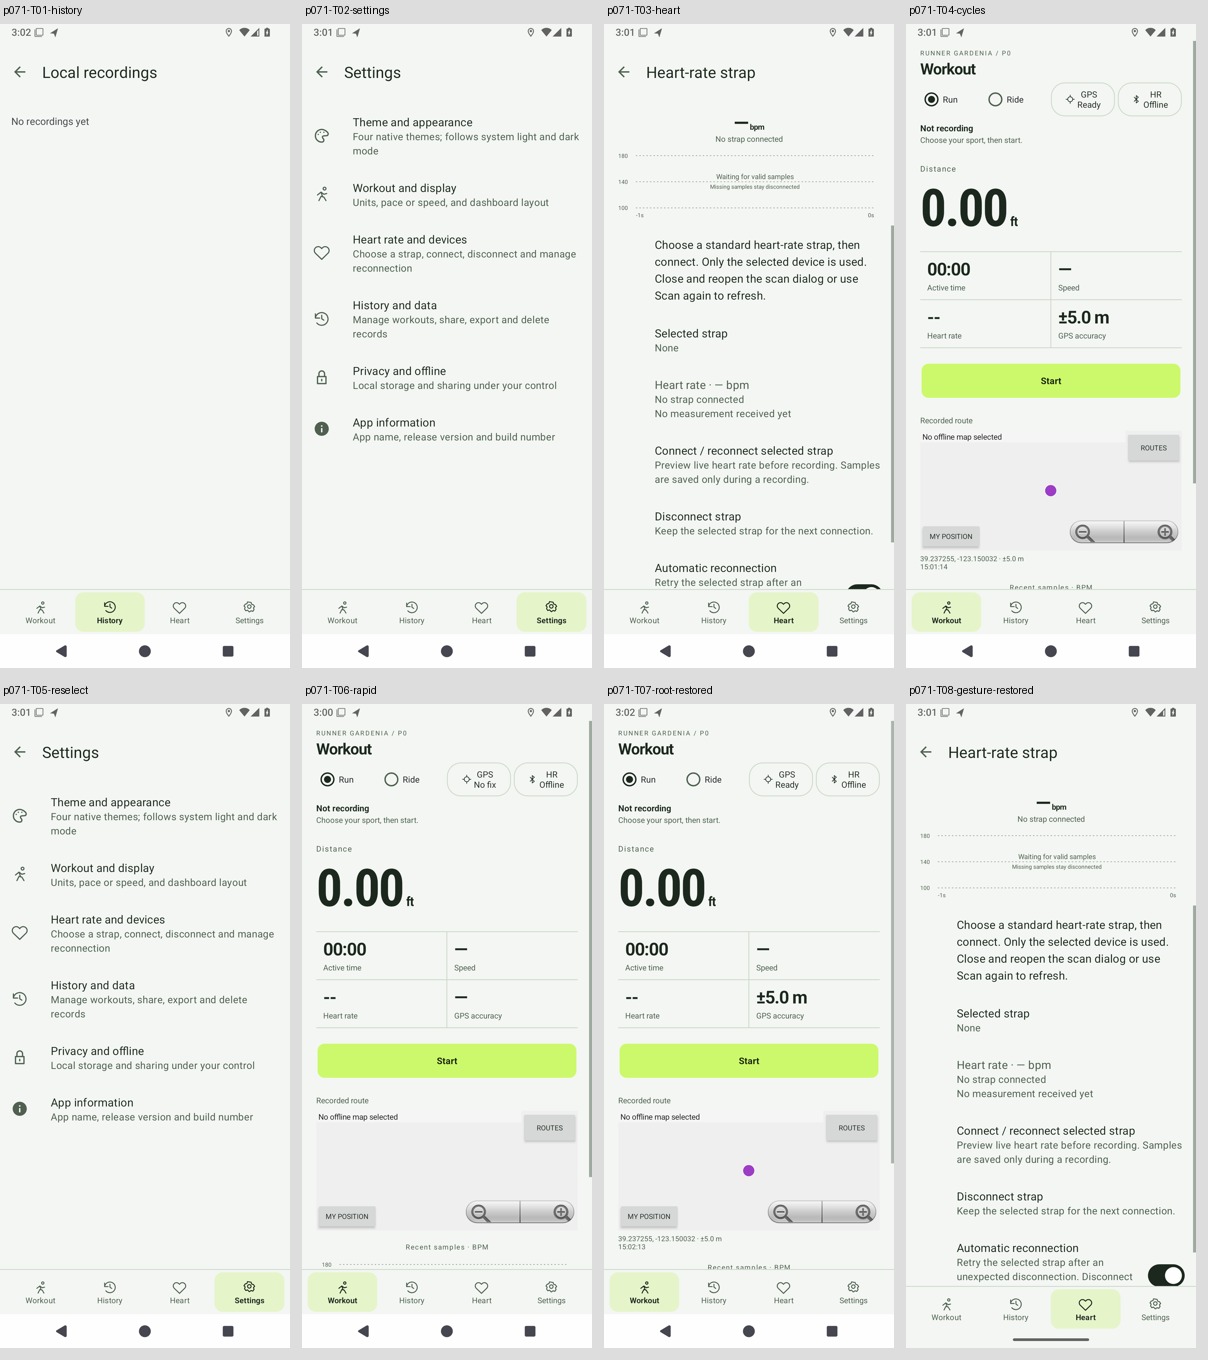 p071-T01-history
3:02
Local recordings
No recordings yet
Workout
History
Heart
Settings
p071-T02-settings
3:01
Settings
Theme and appearance
Four native themes; follows system light and dark
mode
Workout and display
Units, pace or speed, and dashboard layout
Heart rate and devices
Choose a strap, connect, disconnect and manage
reconnection
History and data
Manage workouts, share, export and delete
records
Privacy and offline
Local storage and sharing under your control
App information
App name, release version and build number
Workout
History
Heart
Settings
p071-T03-heart
3:01
Heart-rate strap
— bpm
No strap connected
180
Waiting for valid samples
140
Missing samples stay disconnected
100
-1s
0s
Choose a standard heart-rate strap, then
connect. Only the selected device is used.
Close and reopen the scan dialog or use
Scan again to refresh.
Selected strap
None
Heart rate · — bpm
No strap connected
No measurement received yet
Connect / reconnect selected strap
Preview live heart rate before recording. Samples
are saved only during a recording.
Disconnect strap
Keep the selected strap for the next connection.
Automatic reconnection
Retry the selected strap after an
Workout
History
Heart
Settings
p071-T04-cycles
3:01
RUNNER GARDENIA / P0
Workout
Run
Ride
GPS
Ready
HR
Offline
Not recording
Choose your sport, then start.
Distance
0.00 ft
00:00
Active time
—
Speed
--
Heart rate
±5.0 m
GPS accuracy
Start
Recorded route
No offline map selected
ROUTES
MY POSITION
39.237255, -123.150032 · ±5.0 m
15:01:14
Recent samples · BPM
Workout
History
Heart
Settings
p071-T05-reselect
3:01
Settings
Theme and appearance
Four native themes; follows system light and dark
mode
Workout and display
Units, pace or speed, and dashboard layout
Heart rate and devices
Choose a strap, connect, disconnect and manage
reconnection
History and data
Manage workouts, share, export and delete
records
Privacy and offline
Local storage and sharing under your control
App information
App name, release version and build number
Workout
History
Heart
Settings
p071-T06-rapid
3:00
RUNNER GARDENIA / P0
Workout
Run
Ride
GPS
No fix
HR
Offline
Not recording
Choose your sport, then start.
Distance
0.00 ft
00:00
Active time
—
Speed
--
Heart rate
—
GPS accuracy
Start
Recorded route
No offline map selected
ROUTES
MY POSITION
Recent samples · BPM
180
Workout
History
Heart
Settings
p071-T07-root-restored
3:02
RUNNER GARDENIA / P0
Workout
Run
Ride
GPS
Ready
HR
Offline
Not recording
Choose your sport, then start.
Distance
0.00 ft
00:00
Active time
—
Speed
--
Heart rate
±5.0 m
GPS accuracy
Start
Recorded route
No offline map selected
ROUTES
MY POSITION
39.237255, -123.150032 · ±5.0 m
15:02:13
Recent samples · BPM
Workout
History
Heart
Settings
p071-T08-gesture-restored
3:01
Heart-rate strap
— bpm
No strap connected
180
Waiting for valid samples
140
Missing samples stay disconnected
100
-1s
0s
Choose a standard heart-rate strap, then
connect. Only the selected device is used.
Close and reopen the scan dialog or use
Scan again to refresh.
Selected strap
None
Heart rate · — bpm
No strap connected
No measurement received yet
Connect / reconnect selected strap
Preview live heart rate before recording. Samples
are saved only during a recording.
Disconnect strap
Keep the selected strap for the next connection.
Automatic reconnection
Retry the selected strap after an
unexpected disconnection. Disconnect
Workout
History
Heart
Settings